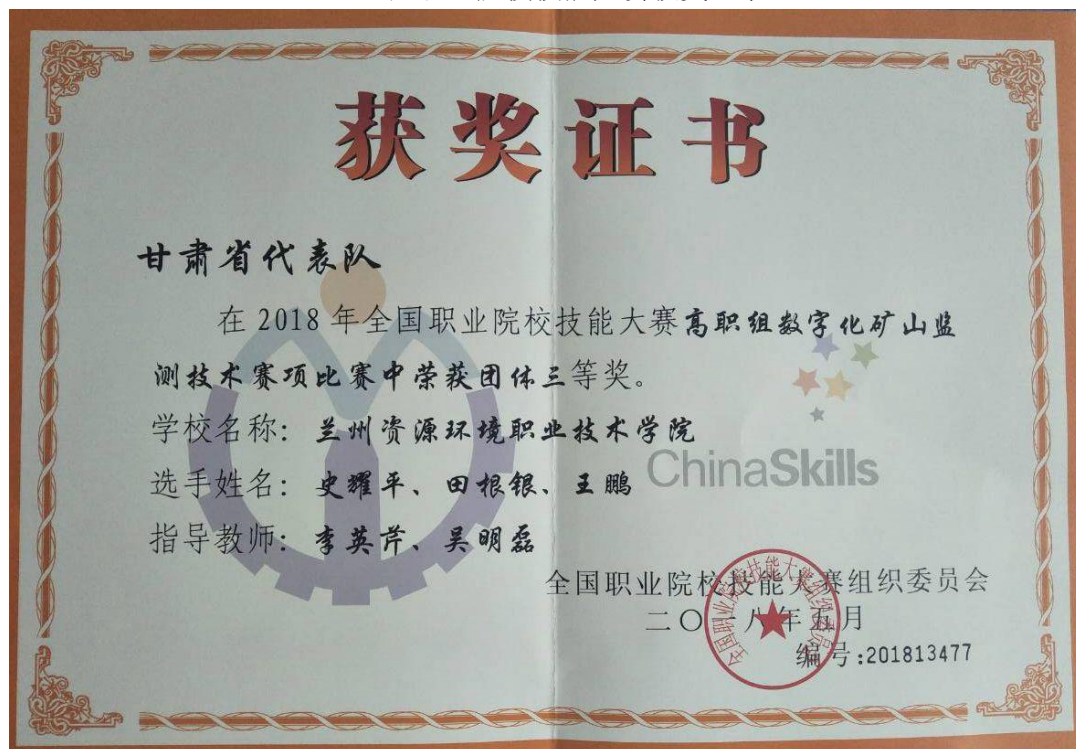 获奖证书
甘肃省代表队
在 2018 年全国职业院校技能大赛高职组数字化矿山监
测技术赛项比赛中荣获团体三等奖。
学校名称：兰州资源环境职业技术学院
选手姓名：史耀平、田根银、王鹏
ChinaSkills
指导教师：李英芹、吴明磊
全国职业院校技能大赛组织委员会
二〇一八年五月
编号:201813477